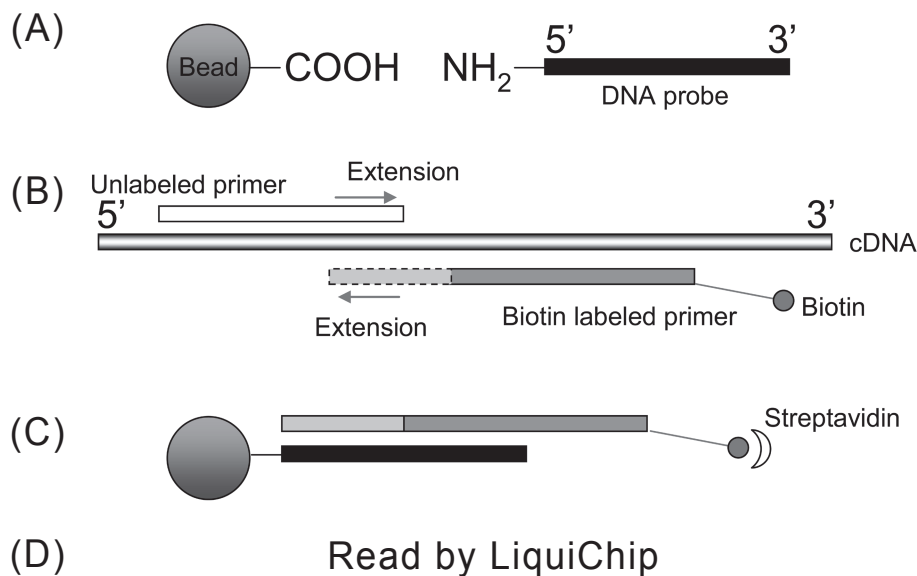 (A)
Bead
COOH
NH2
5’ 3’
DNA probe
(B)
Unlabeled primer
Extension
5’ 3’
cDNA
Extension
Biotin labeled primer
Biotin
(C)
Streptavidin
(D) Read by LiquiChip